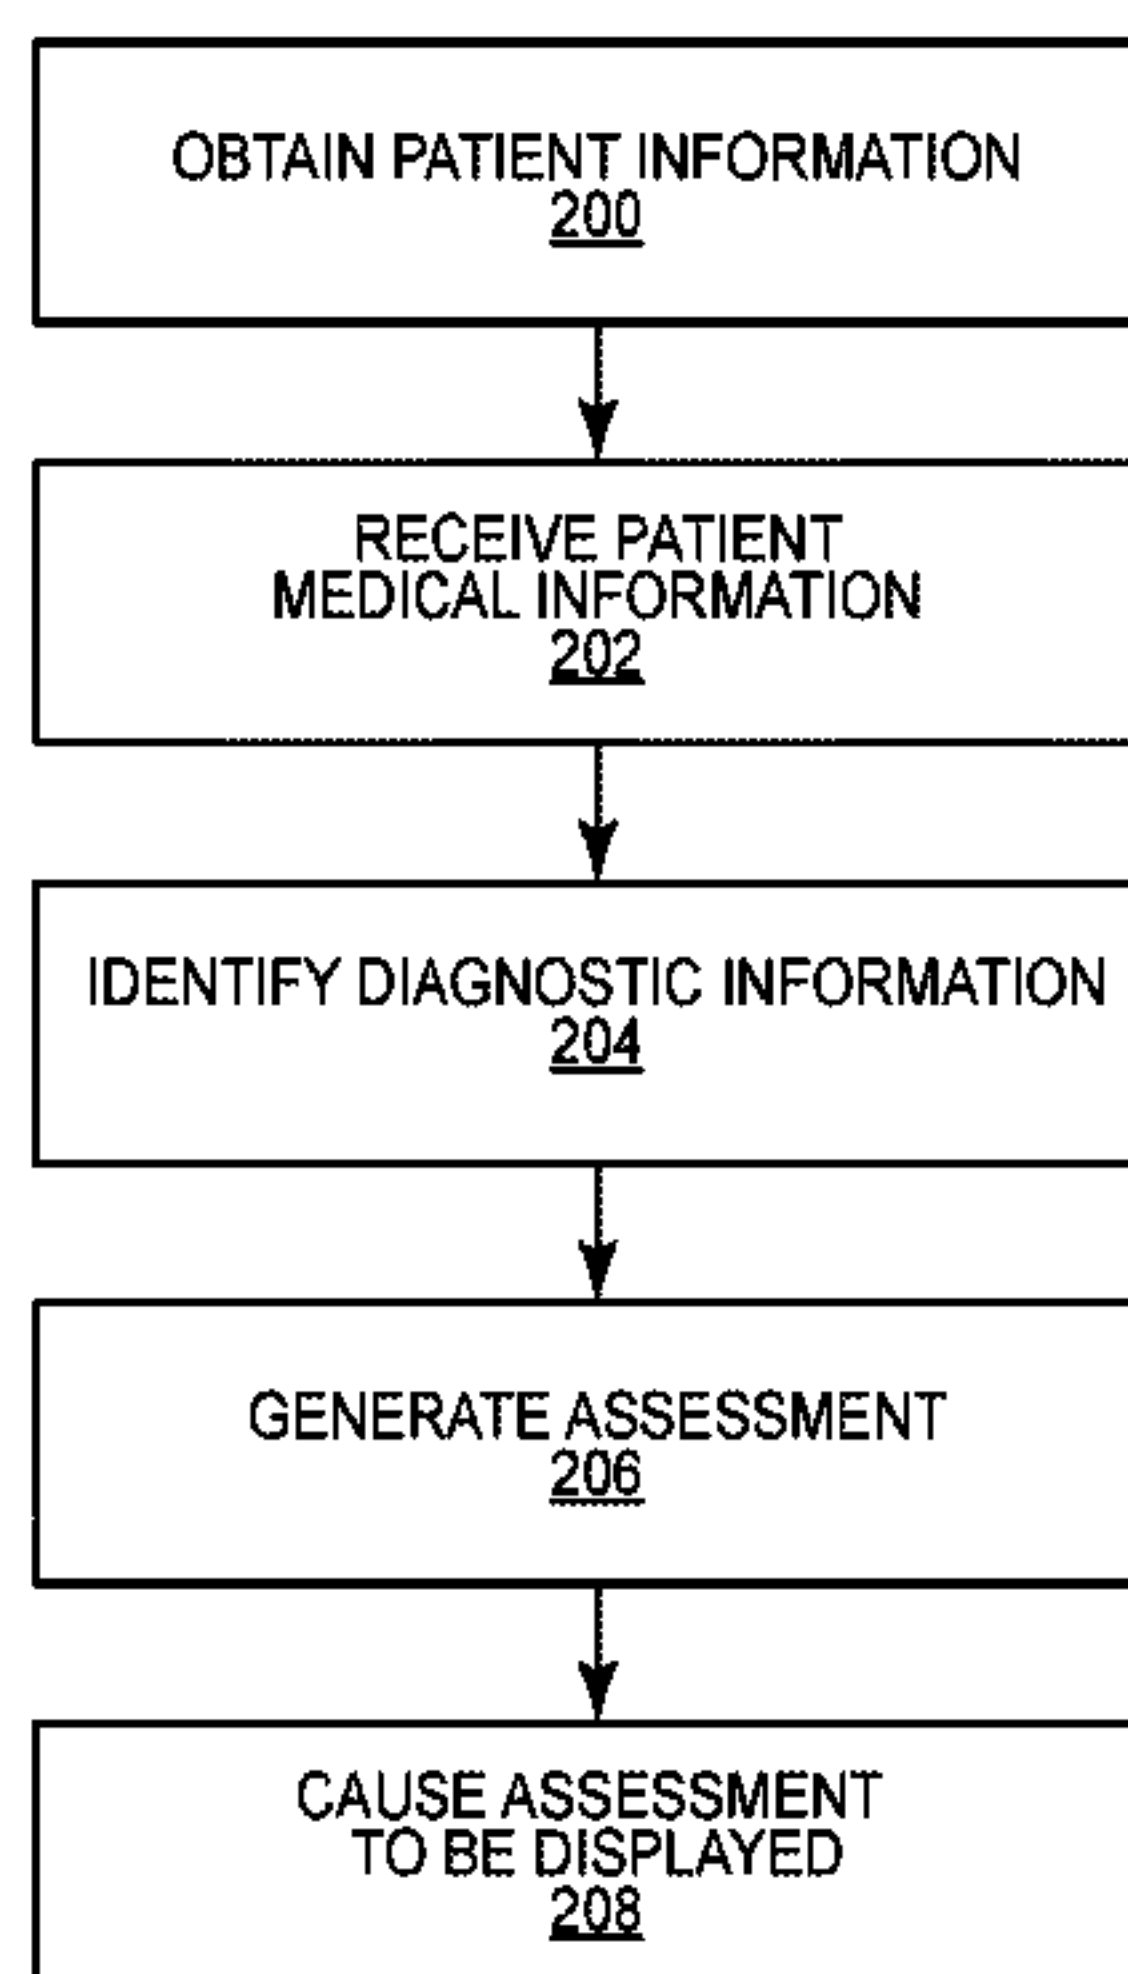 OBTAIN PATIENT INFORMATION
200
RECEIVE PATIENT
MEDICAL INFORMATION
202
IDENTIFY DIAGNOSTIC INFORMATION
204
GENERATE ASSESSMENT
206
CAUSE ASSESSMENT
TO BE DISPLAYED
208